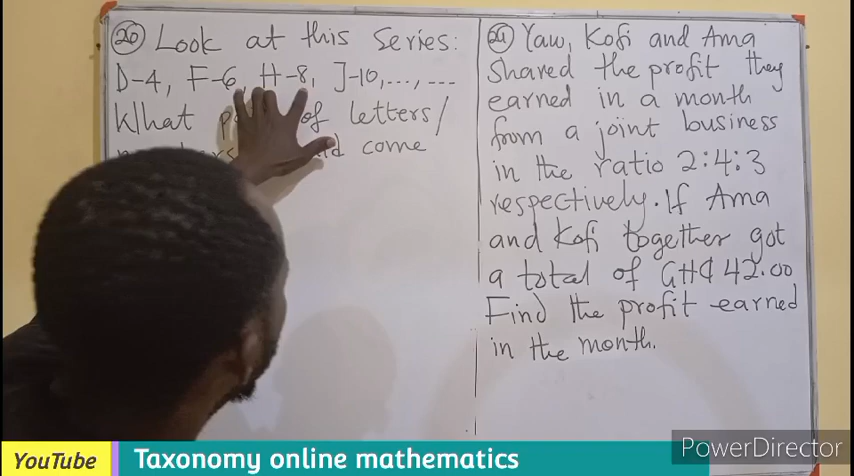 20 Look at this series:
D-4, F-6, H-8, J-10, ..., ...
What of letters/
come
21 Yaw, Kofi and Ama
Shared the profit they
earned in a month
from a joint business
in the ratio 2:4:3
respectively. If Ama
and Kofi together got
a total of GH₵ 42.00
Find the profit earned
in the month.
PowerDirector
YouTube Taxonomy online mathematics